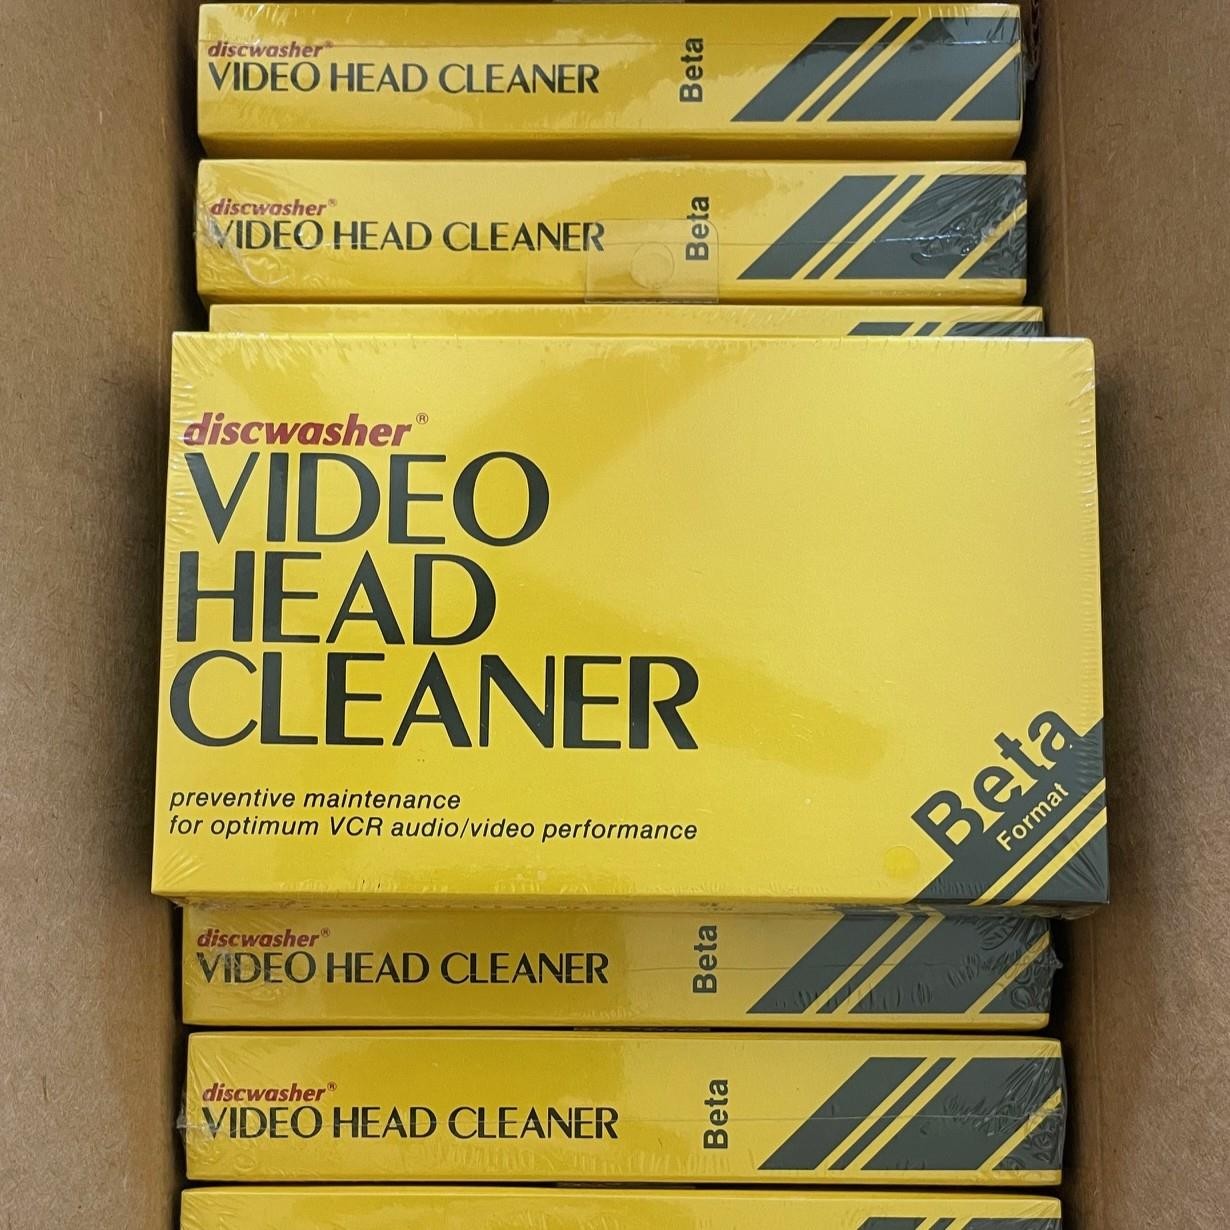 discwasher®
VIDEO HEAD CLEANER
Beta
discwasher®
VIDEO HEAD CLEANER
Beta
discwasher®
VIDEO
HEAD
CLEANER
preventive maintenance
for optimum VCR audio/video performance
Beta
Format
discwasher®
VIDEO HEAD CLEANER
Beta
discwasher®
VIDEO HEAD CLEANER
Beta